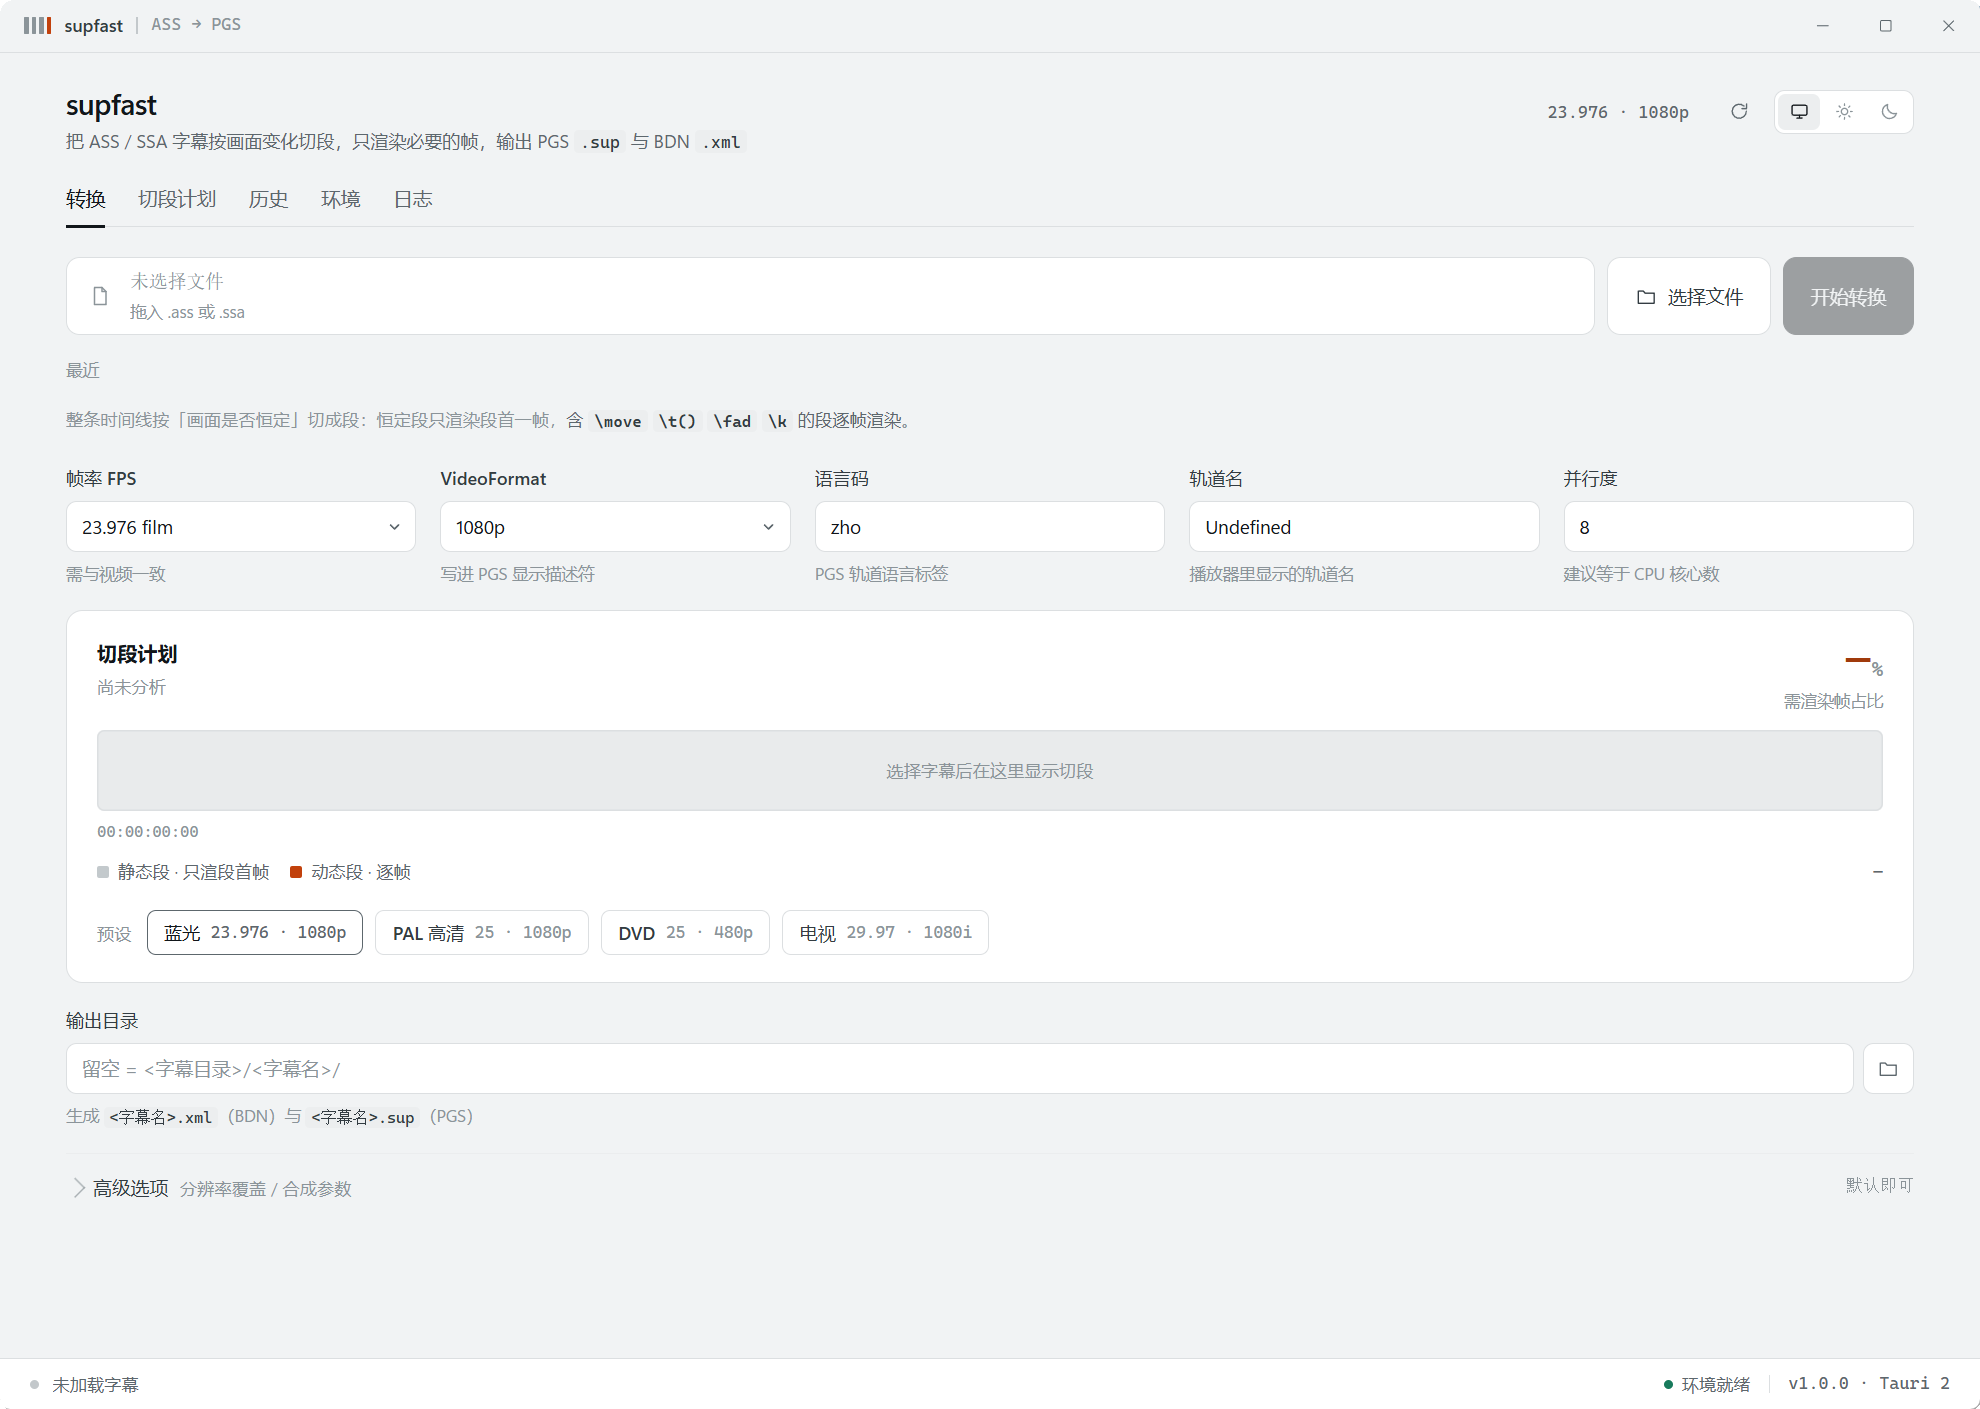 supfast | ASS → PGS
supfast
把 ASS / SSA 字幕按画面变化切段，只渲染必要的帧，输出 PGS .sup 与 BDN .xml
23.976 · 1080p
转换 切段计划 历史 环境 日志
未选择文件
拖入 .ass 或 .ssa
选择文件
开始转换
最近
整条时间线按「画面是否恒定」切成段：恒定段只渲染段首一帧，含 \move \t() \fad \k 的段逐帧渲染。
帧率 FPS VideoFormat 语言码 轨道名 并行度
23.976 film 1080p zho Undefined 8
需与视频一致 写进 PGS 显示描述符 PGS 轨道语言标签 播放器里显示的轨道名 建议等于 CPU 核心数
切段计划
尚未分析
—%
需渲染帧占比
选择字幕后在这里显示切段
00:00:00:00
静态段 · 只渲段首帧 动态段 · 逐帧 –
预设 蓝光 23.976 · 1080p PAL 高清 25 · 1080p DVD 25 · 480p 电视 29.97 · 1080i
输出目录
留空 = <字幕目录>/<字幕名>/
生成 <字幕名>.xml （BDN）与 <字幕名>.sup （PGS）
高级选项 分辨率覆盖 / 合成参数 默认即可
未加载字幕 环境就绪 v1.0.0 · Tauri 2